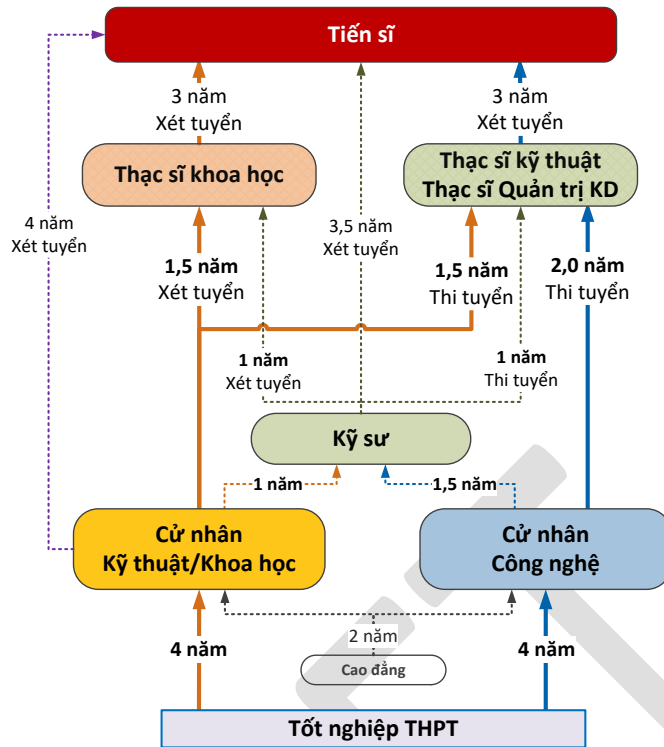 Tiến sĩ
3 năm
Xét tuyển
3 năm
Xét tuyển
Thạc sĩ khoa học
Thạc sĩ kỹ thuật
Thạc sĩ Quản trị KD
4 năm
Xét tuyển
3,5 năm
Xét tuyển
1,5 năm
Xét tuyển
1,5 năm
Thi tuyển
2,0 năm
Thi tuyển
1 năm
Xét tuyển
1 năm
Thi tuyển
Kỹ sư
1 năm
1,5 năm
Cử nhân
Kỹ thuật/Khoa học
Cử nhân
Công nghệ
2 năm
4 năm
4 năm
Cao đẳng
Tốt nghiệp THPT